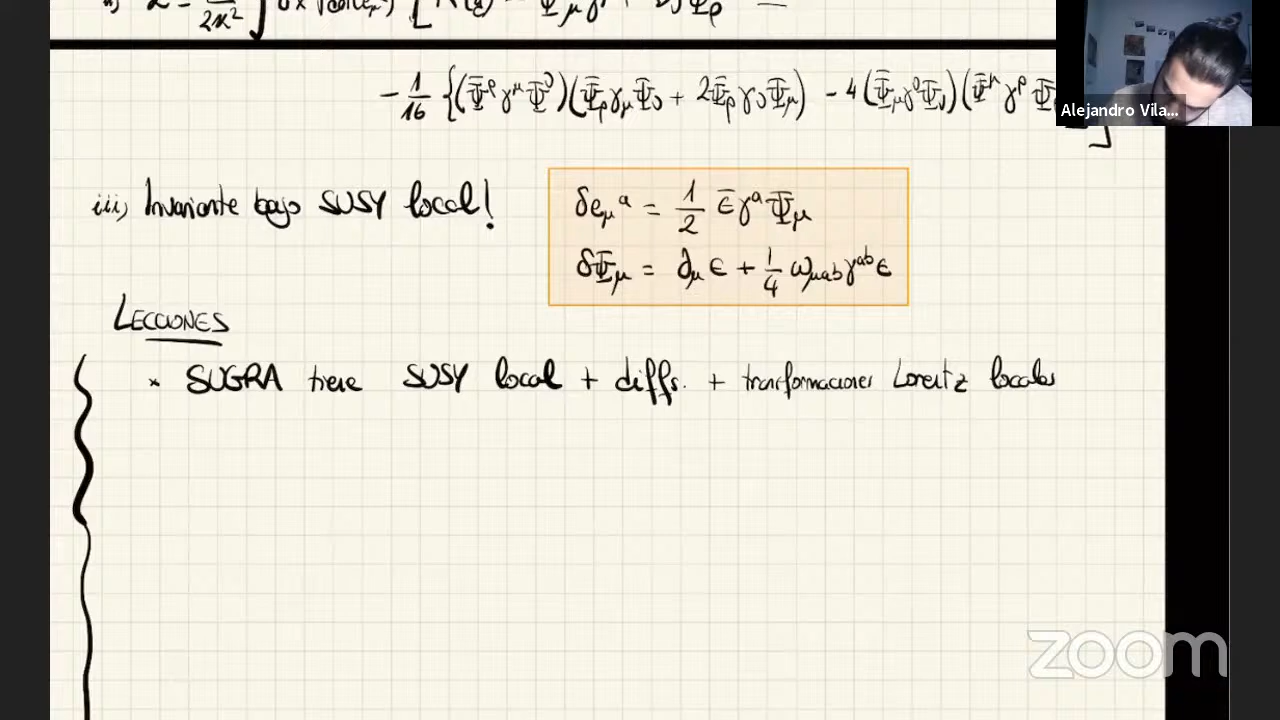 −1/16 {(Ψ̄^ρ γ^μ Ψ^ν)(Ψ̄_ρ γ_μ Ψ_ν + 2Ψ̄_ρ γ_ν Ψ_μ) − 4(Ψ̄_μ γ^ν Ψ_ν)(Ψ̄^μ γ^ρ
Alejandro Vila...
iii) Invariante bajo SUSY local!
δe_μ^a = 1/2 ε̄ γ^a Ψ_μ
δΨ_μ = ∂_μ ε + 1/4 ω_μab γ^ab ε
LECCIONES
* SUGRA tiene SUSY local + diffs. + transformaciones Lorentz locales
zoom